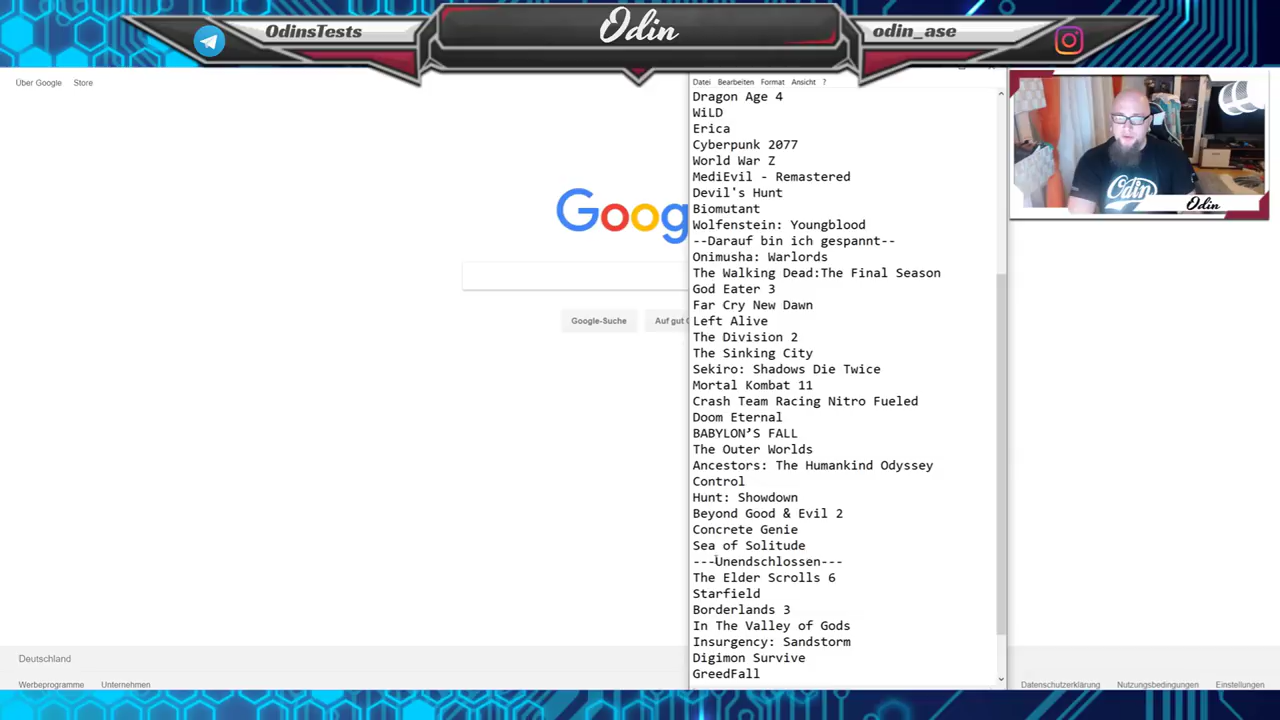 OdinsTests
Odin
odin_ase
Über Google
Store
Datei
Bearbeiten
Format
Ansicht
?
Dragon Age 4
WiLD
Erica
Cyberpunk 2077
World War Z
MediEvil - Remastered
Devil's Hunt
Biomutant
Wolfenstein: Youngblood
--Darauf bin ich gespannt--
Onimusha: Warlords
The Walking Dead:The Final Season
God Eater 3
Far Cry New Dawn
Left Alive
The Division 2
The Sinking City
Sekiro: Shadows Die Twice
Mortal Kombat 11
Crash Team Racing Nitro Fueled
Doom Eternal
BABYLON’S FALL
The Outer Worlds
Ancestors: The Humankind Odyssey
Control
Hunt: Showdown
Beyond Good & Evil 2
Concrete Genie
Sea of Solitude
---Unendschlossen---
The Elder Scrolls 6
Starfield
Borderlands 3
In The Valley of Gods
Insurgency: Sandstorm
Digimon Survive
GreedFall
Goog
Google-Suche
Auf gut
Odin
Odin
Deutschland
Werbeprogramme
Unternehmen
Datenschutzerklärung
Nutzungsbedingungen
Einstellungen